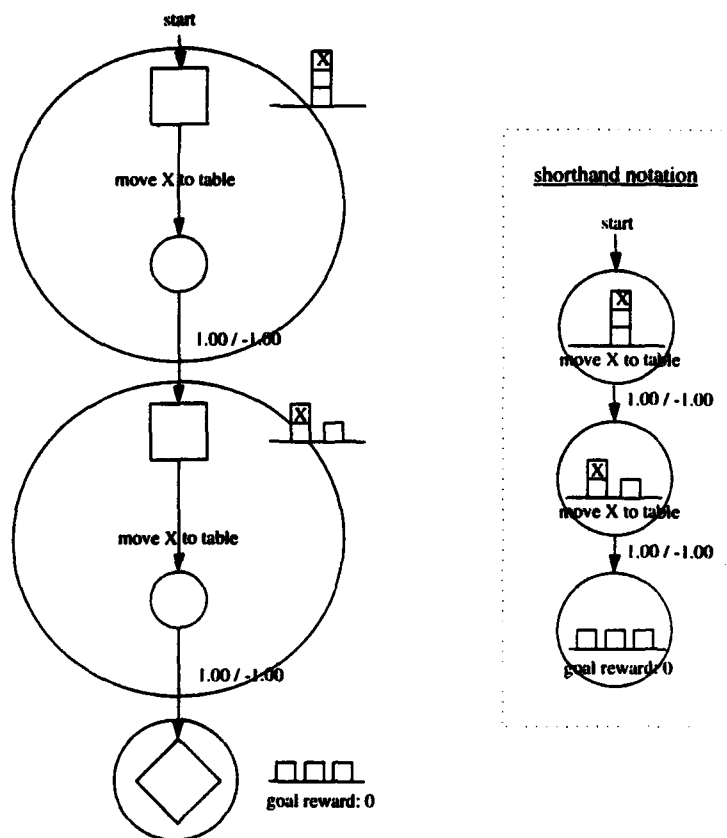 start
X
move X to table
1.00 / -1.00
X
move X to table
1.00 / -1.00
goal reward: 0
shorthand notation
start
X
move X to table
1.00 / -1.00
X
move X to table
1.00 / -1.00
goal reward: 0